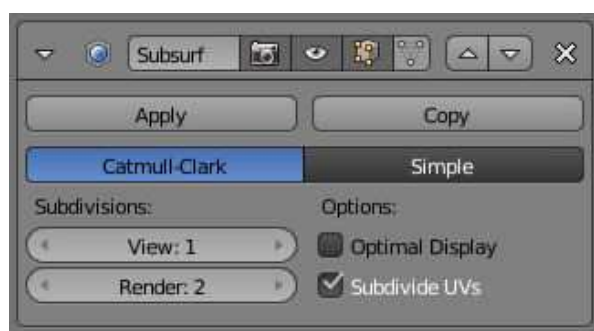 Subsurf
Apply Copy
Catmull-Clark Simple
Subdivisions: Options:
View: 1 Optimal Display
Render: 2 Subdivide UVs